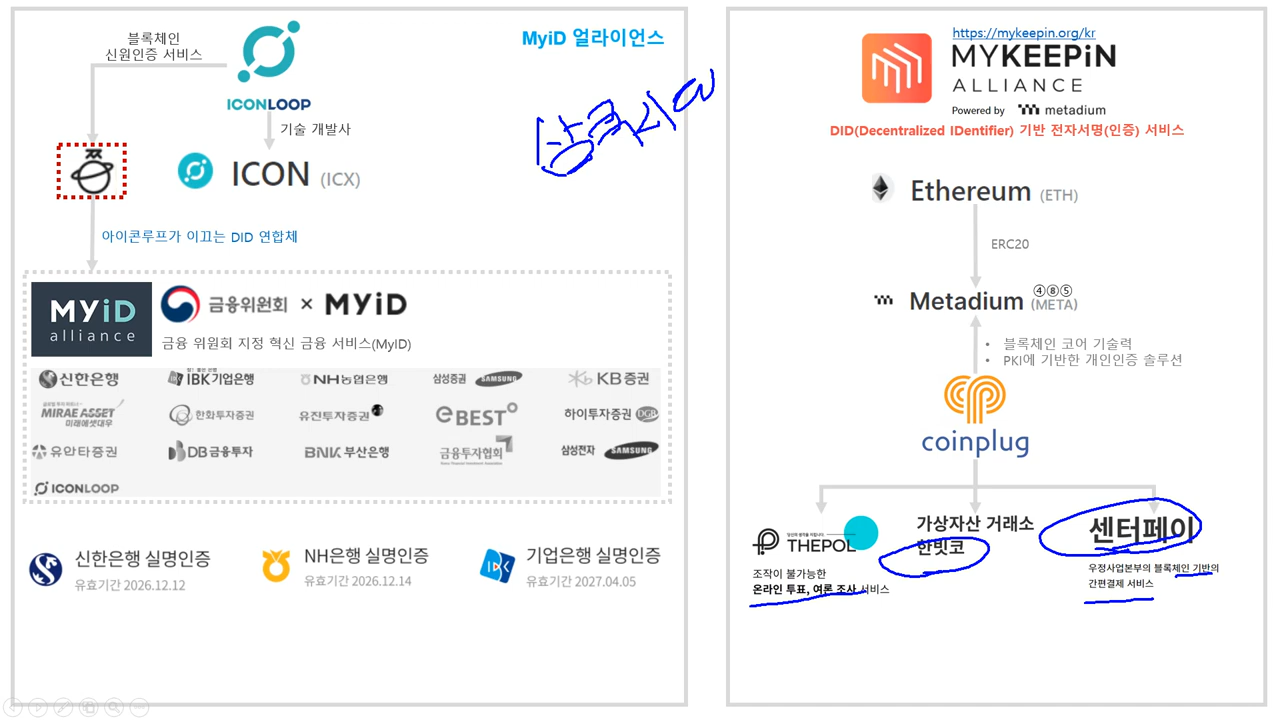 블록체인
신원인증 서비스
ICONLOOP
기술 개발사
ICON (ICX)
MyiD 얼라이언스
아이콘루프가 이끄는 DID 연합체
MYiD
alliance
금융위원회 × MYiD
금융 위원회 지정 혁신 금융 서비스(MyID)
신한은행 IBK기업은행 NH농협은행 삼성증권 SAMSUNG KB증권
MIRAE ASSET
미래에셋대우
한화투자증권 유진투자증권 eBEST 하이투자증권 DGB
유안타증권 DB금융투자 BNK 부산은행 금융투자협회 삼성전자 SAMSUNG
ICONLOOP
신한은행 실명인증
유효기간 2026.12.12
NH은행 실명인증
유효기간 2026.12.14
IBK
기업은행 실명인증
유효기간 2027.04.05
https://mykeepin.org/kr
MYKEEPiN
ALLIANCE
Powered by metadium
DID(Decentralized IDentifier) 기반 전자서명(인증) 서비스
Ethereum (ETH)
ERC20
Metadium (META)
④⑧⑤
• 블록체인 코어 기술력
• PKI에 기반한 개인인증 솔루션
coinplug
THEPOL
조작이 불가능한
온라인 투표, 여론 조사 서비스
가상자산 거래소
한빗코
센터페이
우정사업본부의 블록체인 기반의
간편결제 서비스